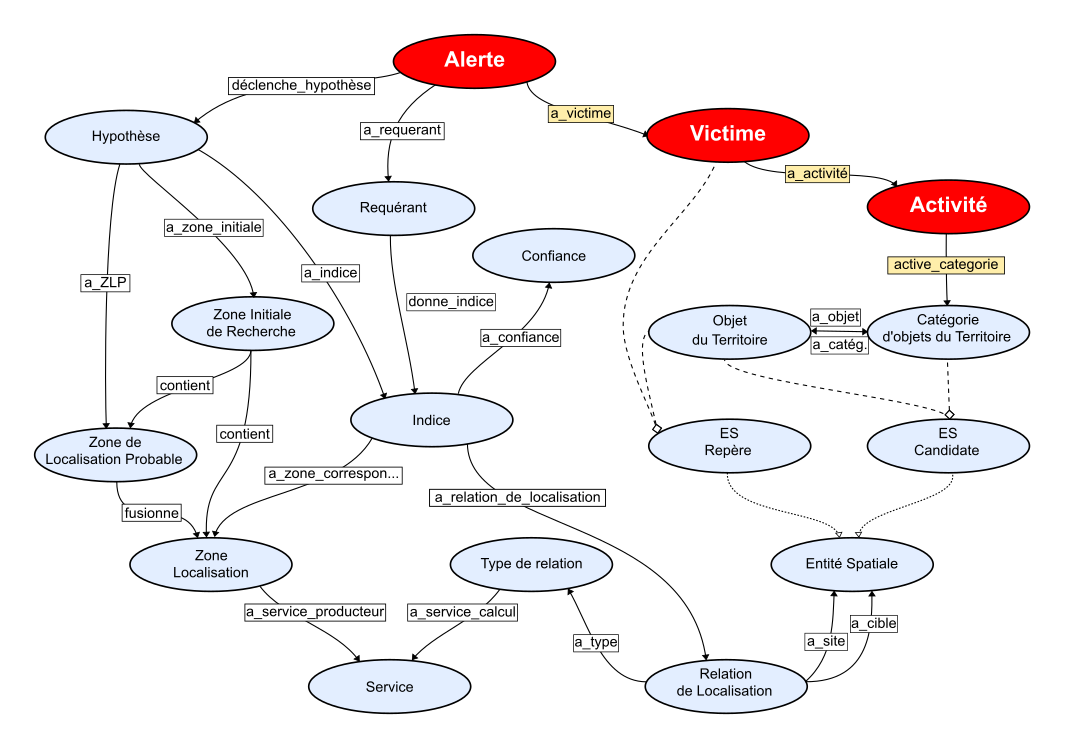 Alerte
déclenche_hypothèse
a_victime
a_requerant
Hypothèse
Victime
a_activité
Requérant
Activité
a_zone_initiale
Confiance
active_categorie
a_indice
a_ZLP
donne_indice
Zone Initiale
de Recherche
a_objet
Objet
du Territoire
Catégorie
d'objets du Territoire
a_confiance
a_catég.
contient
Indice
contient
ES
Repère
ES
Candidate
Zone de
Localisation Probable
a_zone_correspon...
a_relation_de_localisation
fusionne
Zone
Localisation
Type de relation
Entité Spatiale
a_service_producteur
a_service_calcul
a_cible
a_type
a_site
Service
Relation
de Localisation